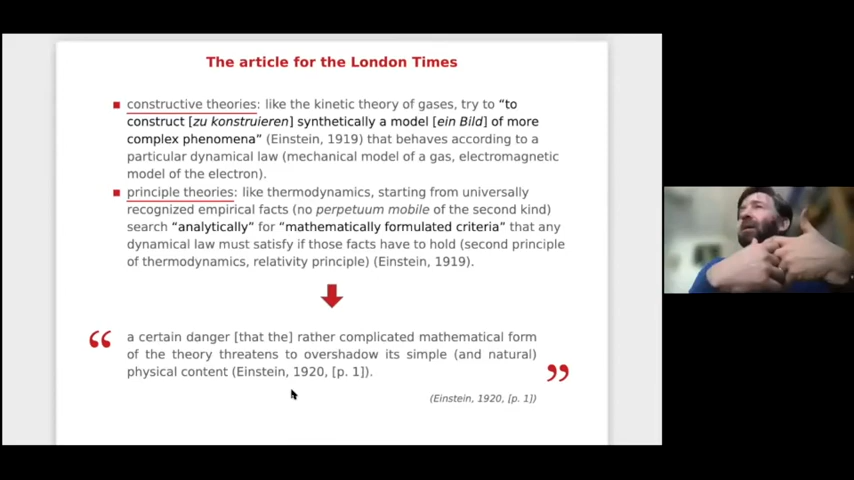 The article for the London Times
constructive theories: like the kinetic theory of gases, try to “to
construct [zu konstruieren] synthetically a model [ein Bild] of more
complex phenomena” (Einstein, 1919) that behaves according to a
particular dynamical law (mechanical model of a gas, electromagnetic
model of the electron).
principle theories: like thermodynamics, starting from universally
recognized empirical facts (no perpetuum mobile of the second kind)
search “analytically” for “mathematically formulated criteria” that any
dynamical law must satisfy if those facts have to hold (second principle
of thermodynamics, relativity principle) (Einstein, 1919).
“ a certain danger [that the] rather complicated mathematical form
of the theory threatens to overshadow its simple (and natural)
physical content (Einstein, 1920, [p. 1]). ”
(Einstein, 1920, [p. 1])